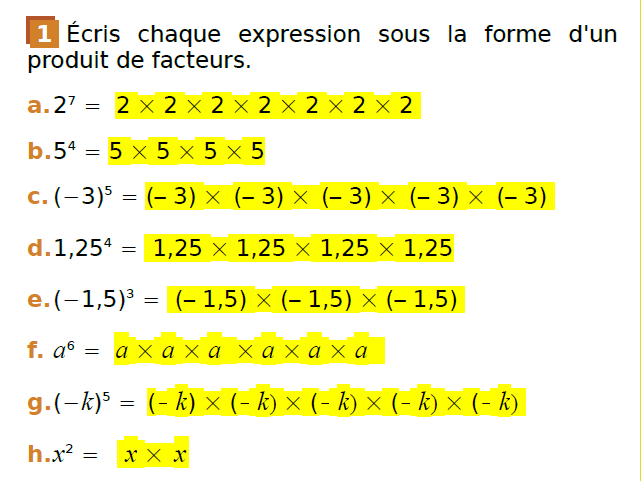 1 Écris chaque expression sous la forme d'un
produit de facteurs.
a. 2⁷ = 2 × 2 × 2 × 2 × 2 × 2 × 2
b. 5⁴ = 5 × 5 × 5 × 5
c. (−3)⁵ = (– 3) × (– 3) × (– 3) × (– 3) × (– 3)
d. 1,25⁴ = 1,25 × 1,25 × 1,25 × 1,25
e. (−1,5)³ = (– 1,5) × (– 1,5) × (– 1,5)
f. a⁶ = a × a × a × a × a × a
g. (−k)⁵ = (– k) × (– k) × (– k) × (– k) × (– k)
h. x² = x × x